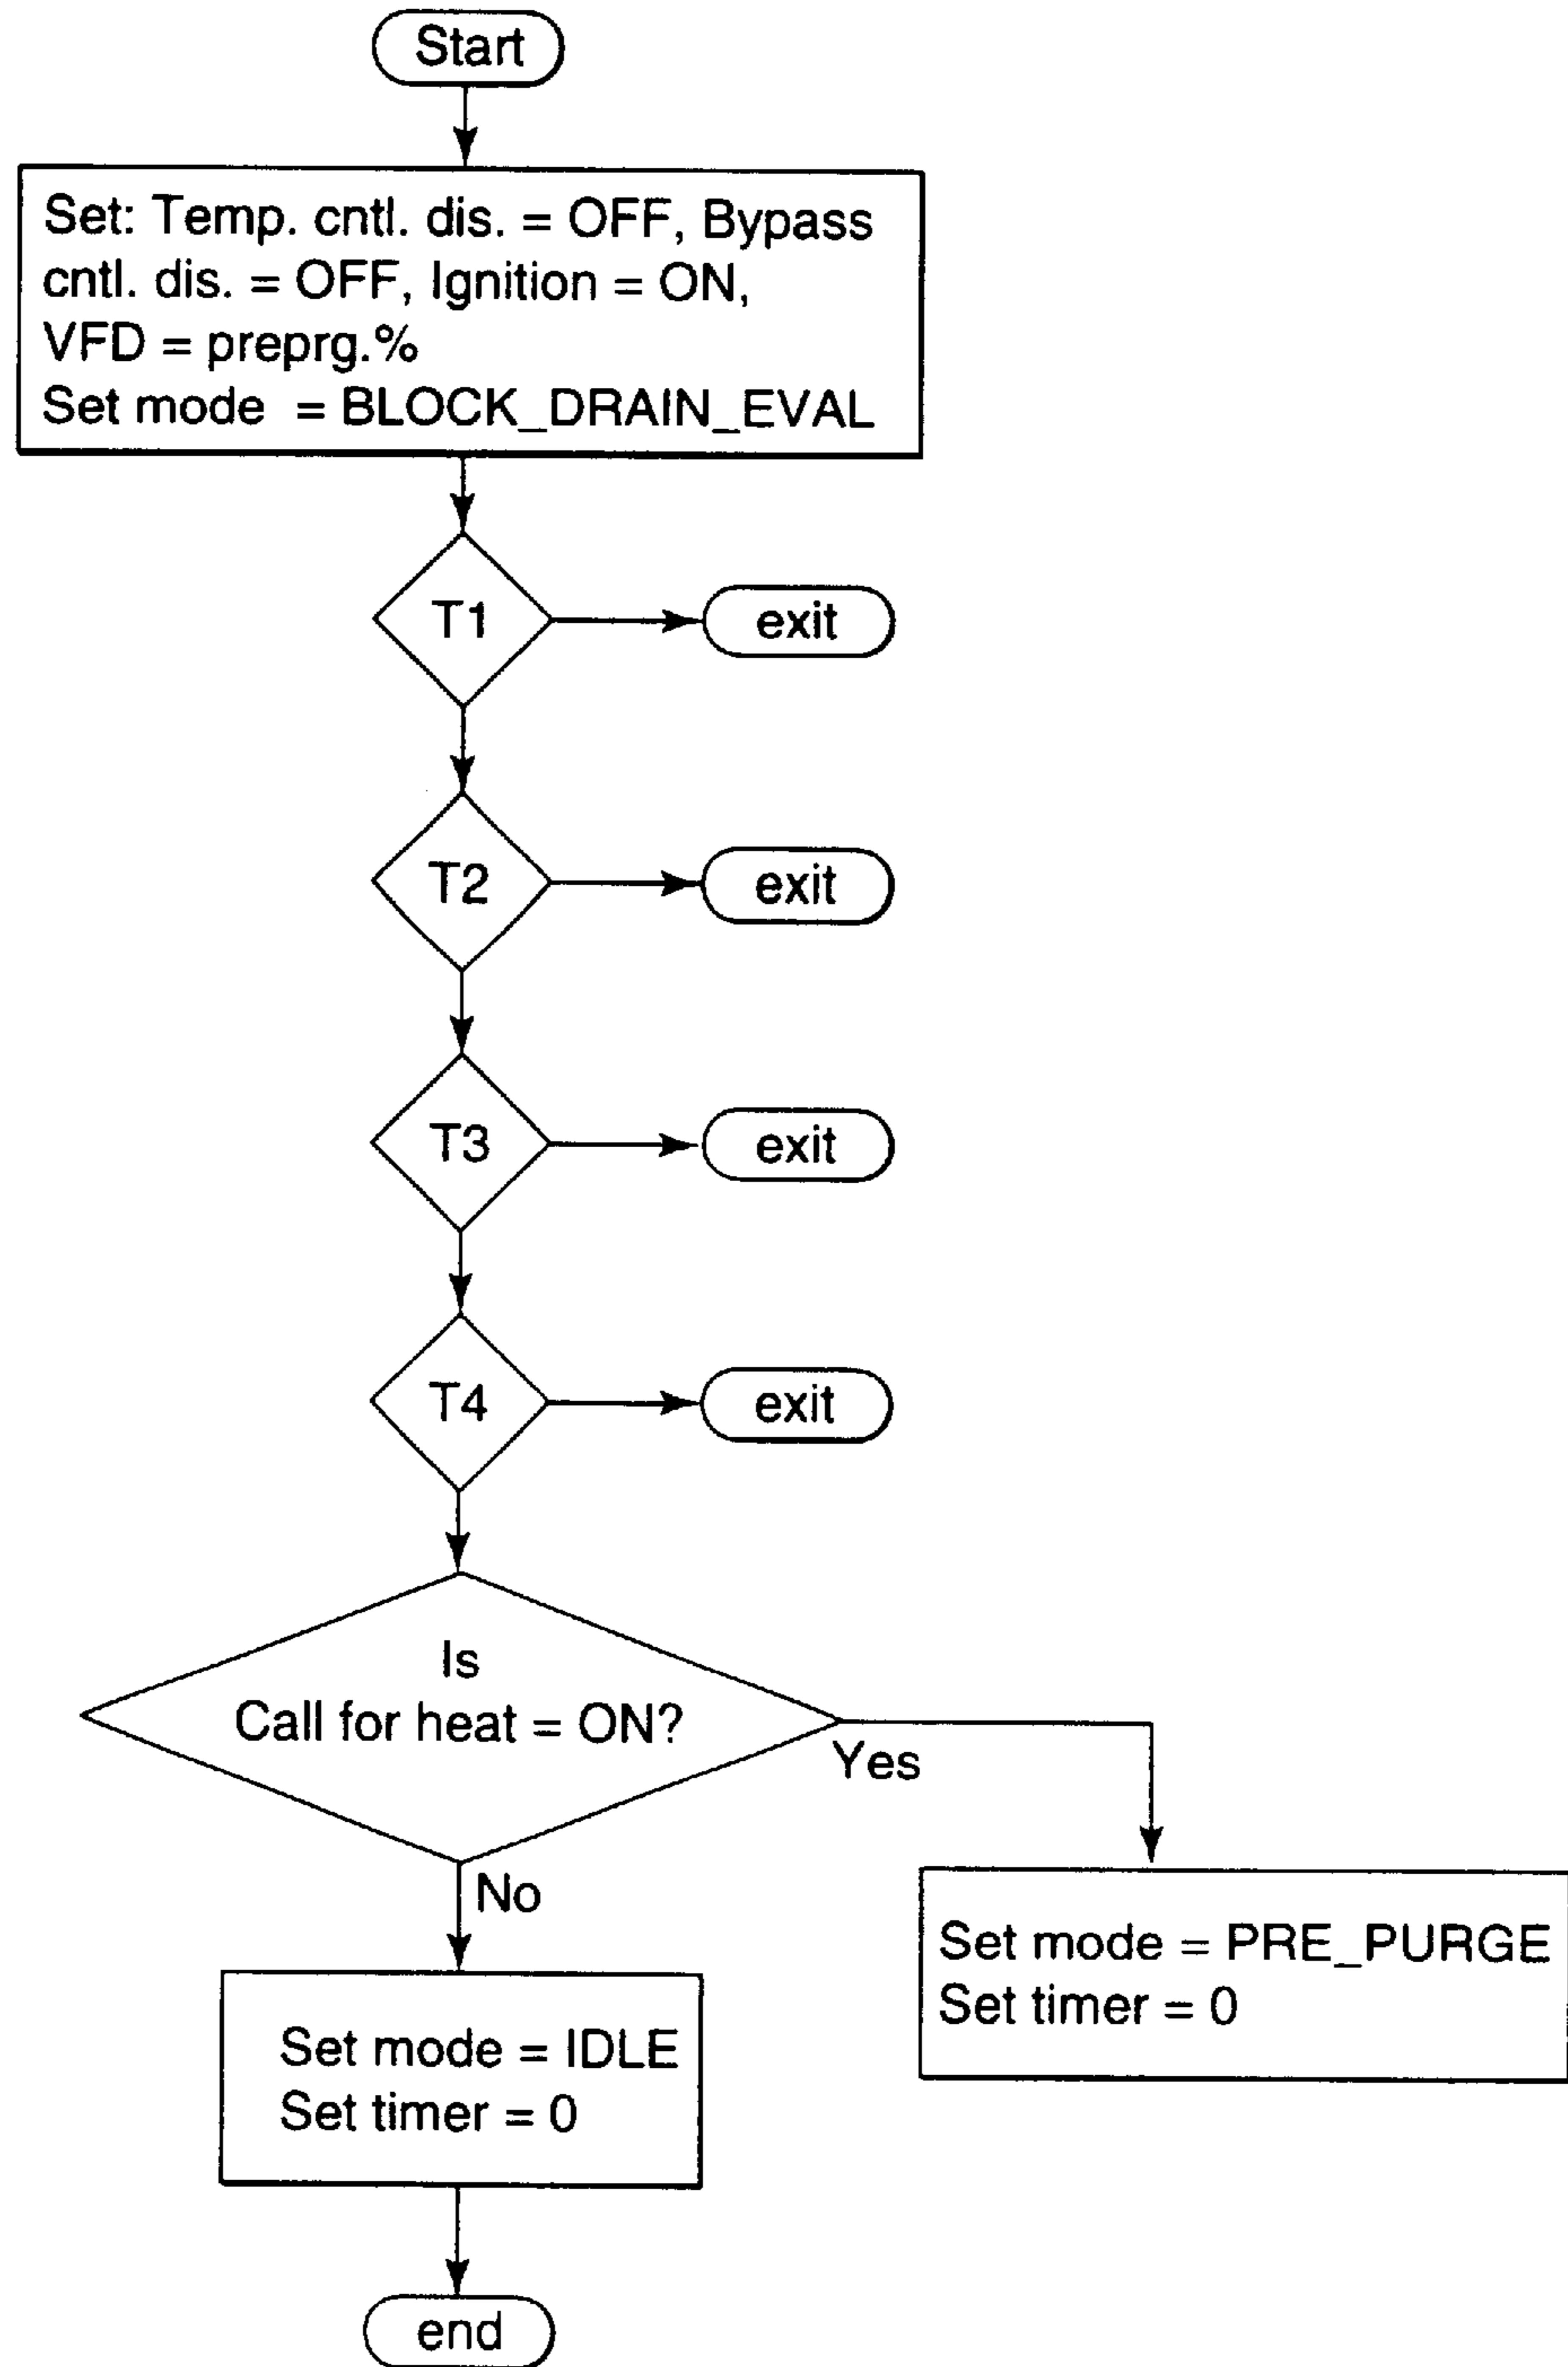 Start
Set: Temp. cntl. dis. = OFF, Bypass
cntl. dis. = OFF, Ignition = ON,
VFD = preprg.%
Set mode = BLOCK_DRAIN_EVAL
T1
exit
T2
exit
T3
exit
T4
exit
Is
Call for heat = ON?
Yes
No
Set mode = PRE_PURGE
Set timer = 0
Set mode = IDLE
Set timer = 0
end